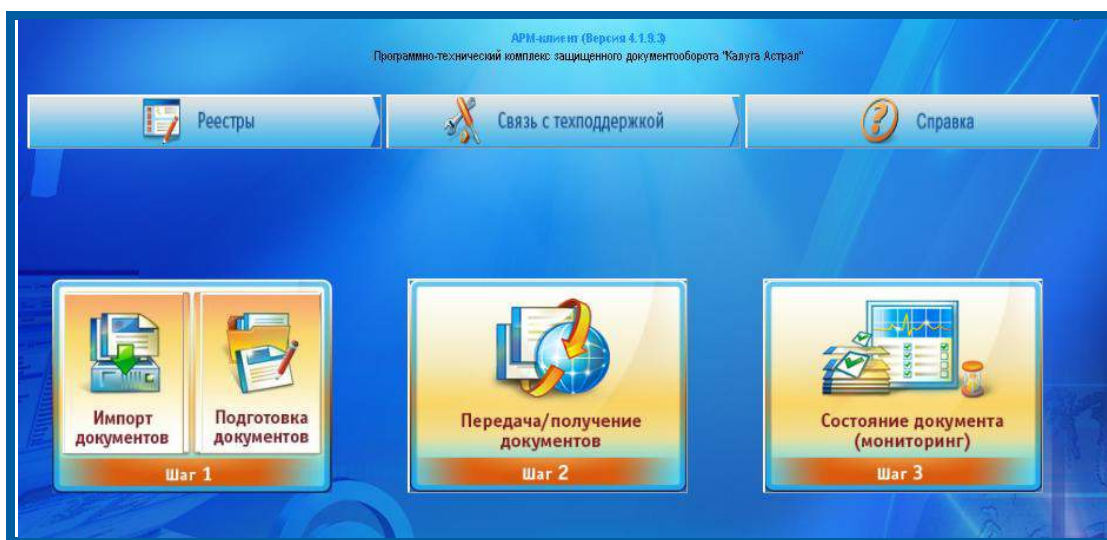 АРМ-клиент (Версия 4.1.9.3)
Программно-технический комплекс защищенного документооборота "Калуга Астрал"
Реестры
Связь с техподдержкой
Справка
Импорт
документов
Подготовка
документов
Шаг 1
Передача/получение
документов
Шаг 2
Состояние документа
(мониторинг)
Шаг 3